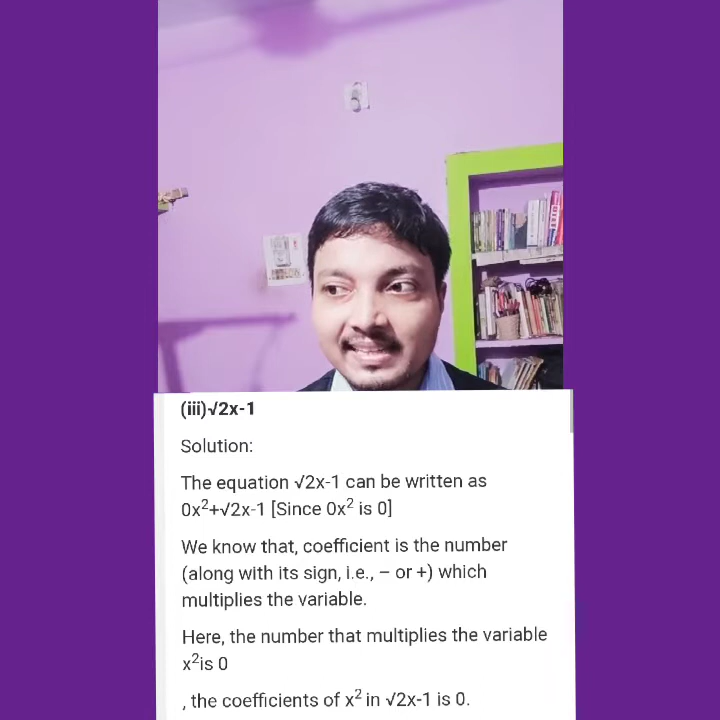 (iii)√2x-1
Solution:
The equation √2x-1 can be written as
0x²+√2x-1 [Since 0x² is 0]
We know that, coefficient is the number
(along with its sign, i.e., – or +) which
multiplies the variable.
Here, the number that multiplies the variable
x²is 0
, the coefficients of x² in √2x-1 is 0.